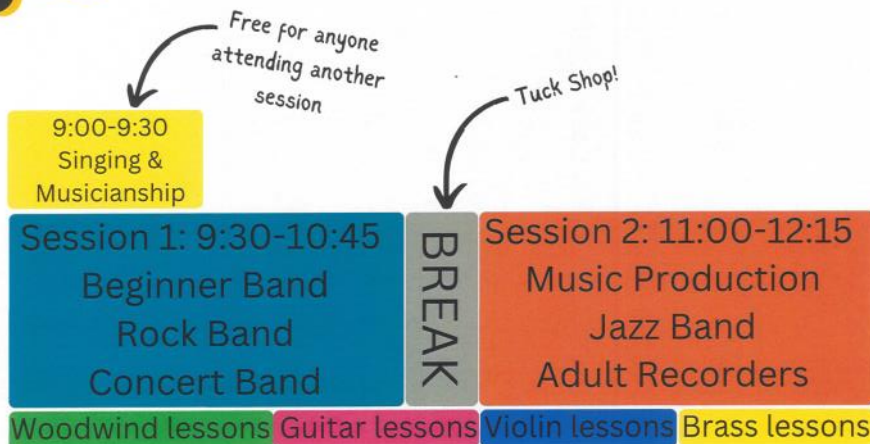 Free for anyone
attending another
session
Tuck Shop!
9:00-9:30
Singing &
Musicianship
Session 1: 9:30-10:45
Beginner Band
Rock Band
Concert Band
BREAK
Session 2: 11:00-12:15
Music Production
Jazz Band
Adult Recorders
Woodwind lessons
Guitar lessons
Violin lessons
Brass lessons